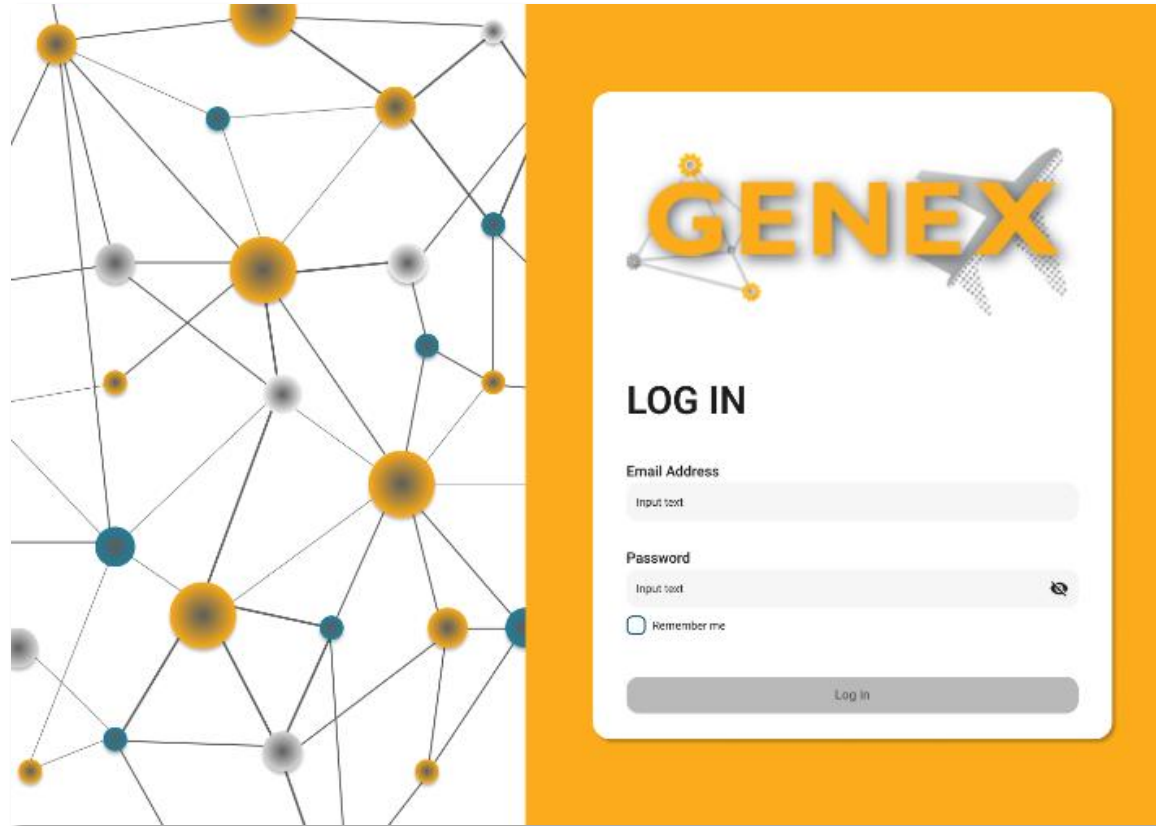 GENEX
LOG IN
Email Address
Input text
Password
Input text
Remember me
Log in